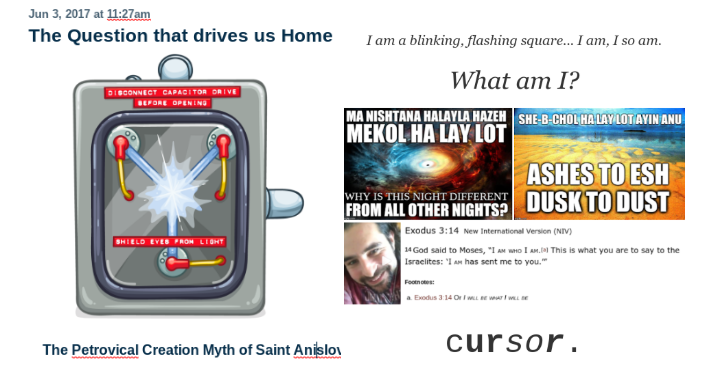 Jun 3, 2017 at 11:27am
The Question that drives us Home
DISCONNECT CAPACITOR DRIVE
BEFORE OPENING
SHIELD EYES FROM LIGHT
The Petrovical Creation Myth of Saint Anislov
I am a blinking, flashing square... I am, I so am.
What am I?
MA NISHTANA HALAYLA HAZEH
MEKOL HA LAY LOT
WHY IS THIS NIGHT DIFFERENT
FROM ALL OTHER NIGHTS?
SHE-B-CHOL HA LAY LOT AYIN ANU
ASHES TO ESH
DUSK TO DUST
Exodus 3:14 New International Version (NIV)
14 God said to Moses, "I AM WHO I AM.[a] This is what you are to say to the
Israelites: 'I AM has sent me to you.'"
Footnotes:
a. Exodus 3:14 Or I WILL BE WHAT I WILL BE
cursor.